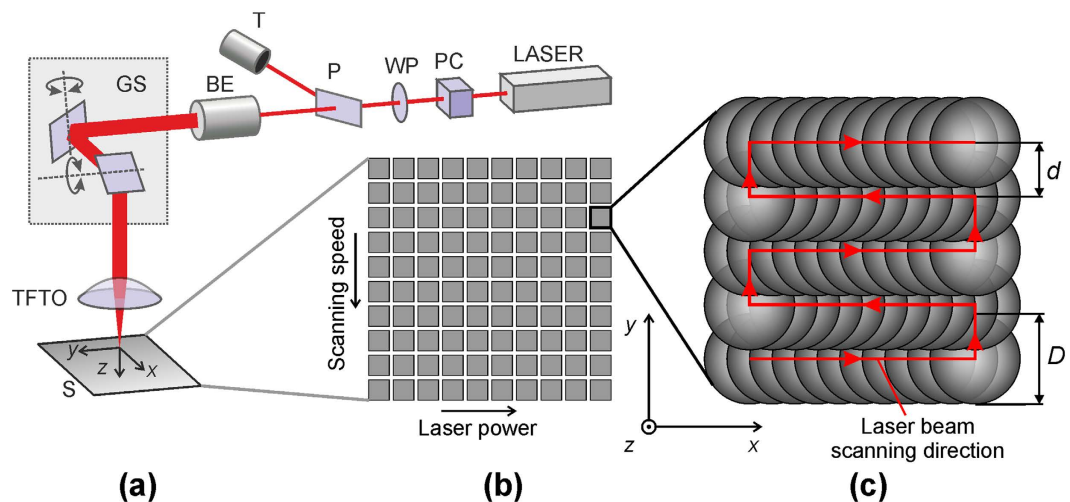 T
LASER
GS
BE
P
WP
PC
TFTO
y
z
x
S
Scanning speed
Laser power
y
z
x
d
D
Laser beam
scanning direction
(a)
(b)
(c)